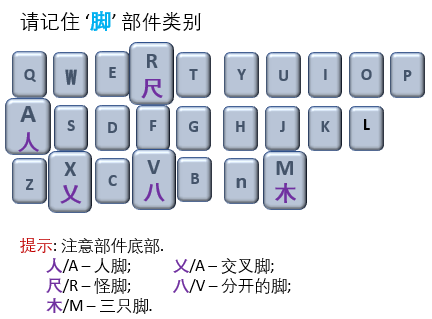 请记住 ‘脚’ 部件类别
Q W E R T Y U I O P
尺
A S D F G H J K L
人
Z X C V B n M
乂 八 木
提示: 注意部件底部.
人/A – 人脚; 乂/A – 交叉脚;
尺/R – 怪脚; 八/V – 分开的脚;
木/M – 三只脚.